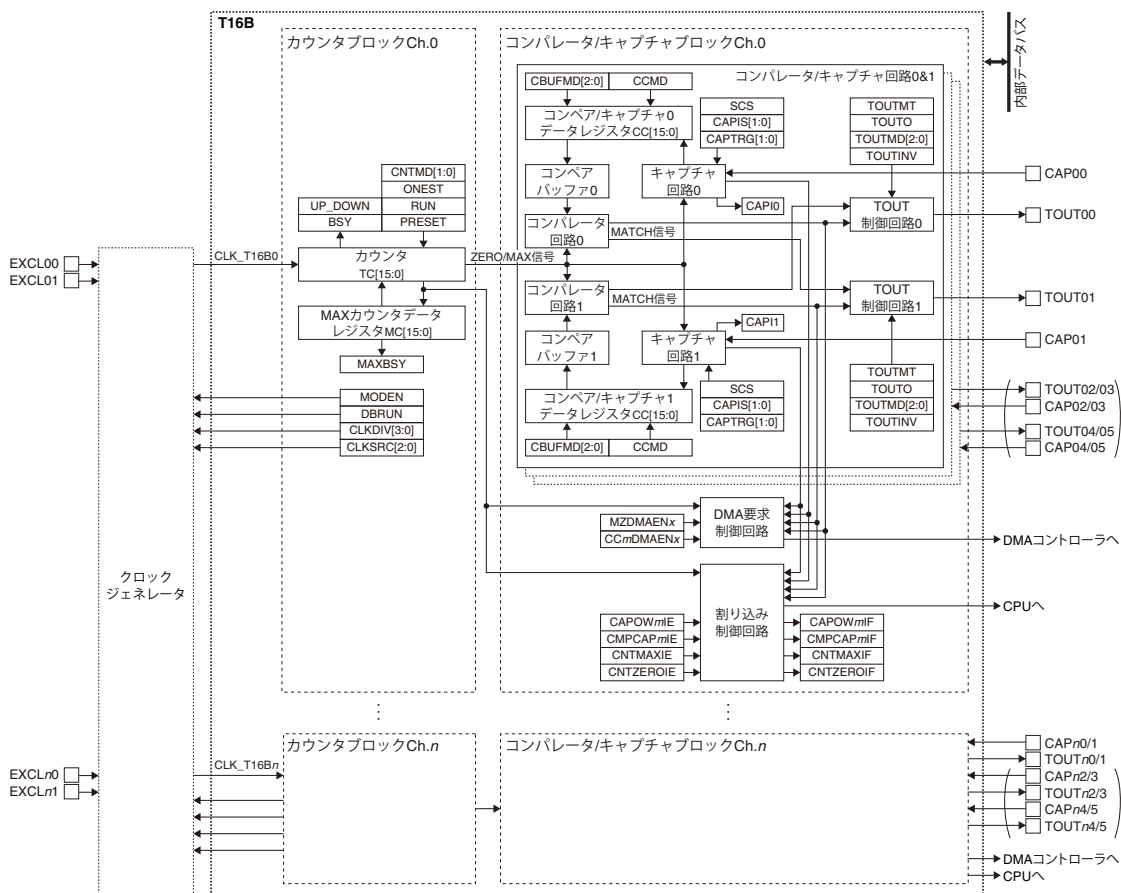 T16B
カウンタブロックCh.0
コンパレータ/キャプチャブロックCh.0
内部データバス
コンパレータ/キャプチャ回路0&1
CBUFMD[2:0]
CCMD
コンペア/キャプチャ0
データレジスタCC[15:0]
SCS
CAPIS[1:0]
CAPTRG[1:0]
TOUTMT
TOUTO
TOUTMD[2:0]
TOUTINV
コンペア
バッファ0
キャプチャ
回路0
CAPI0
CAP00
TOUT
制御回路0
TOUT00
CNTMD[1:0]
ONEST
UP_DOWN
RUN
BSY
PRESET
コンパレータ
回路0
MATCH信号
EXCL00
EXCL01
CLK_T16B0
カウンタ
TC[15:0]
ZERO/MAX信号
コンパレータ
回路1
MATCH信号
TOUT
制御回路1
TOUT01
MAXカウンタデータ
レジスタMC[15:0]
MAXBSY
コンペア
バッファ1
キャプチャ
回路1
CAPI1
CAP01
MODEN
DBRUN
CLKDIV[3:0]
CLKSRC[2:0]
コンペア/キャプチャ1
データレジスタCC[15:0]
CBUFMD[2:0]
CCMD
SCS
CAPIS[1:0]
CAPTRG[1:0]
TOUTMT
TOUTO
TOUTMD[2:0]
TOUTINV
TOUT02/03
CAP02/03
TOUT04/05
CAP04/05
MZDMAENx
CCmDMAENx
DMA要求
制御回路
DMAコントローラへ
クロック
ジェネレータ
割り込み
制御回路
CPUへ
CAPOWmIE
CMPCAPmIE
CNTMAXIE
CNTZEROIE
CAPOWmIF
CMPCAPmIF
CNTMAXIF
CNTZEROIF
⋮
⋮
カウンタブロックCh.n
コンパレータ/キャプチャブロックCh.n
EXCLn0
EXCLn1
CLK_T16Bn
CAPn0/1
TOUTn0/1
CAPn2/3
TOUTn2/3
CAPn4/5
TOUTn4/5
DMAコントローラへ
CPUへ